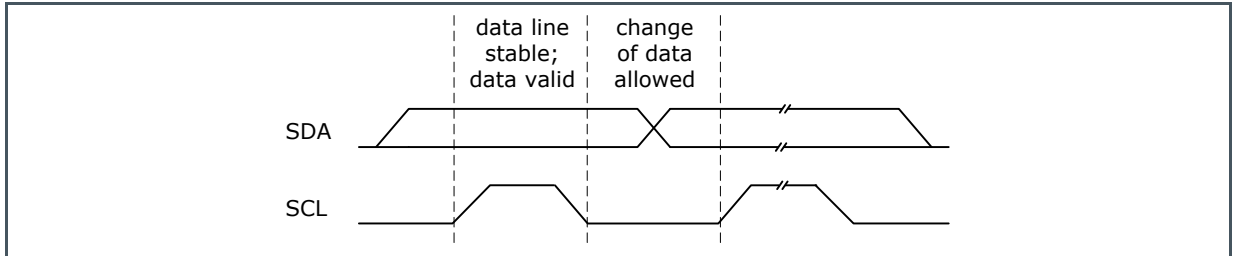 data line
stable;
data valid
change
of data
allowed
SDA
SCL